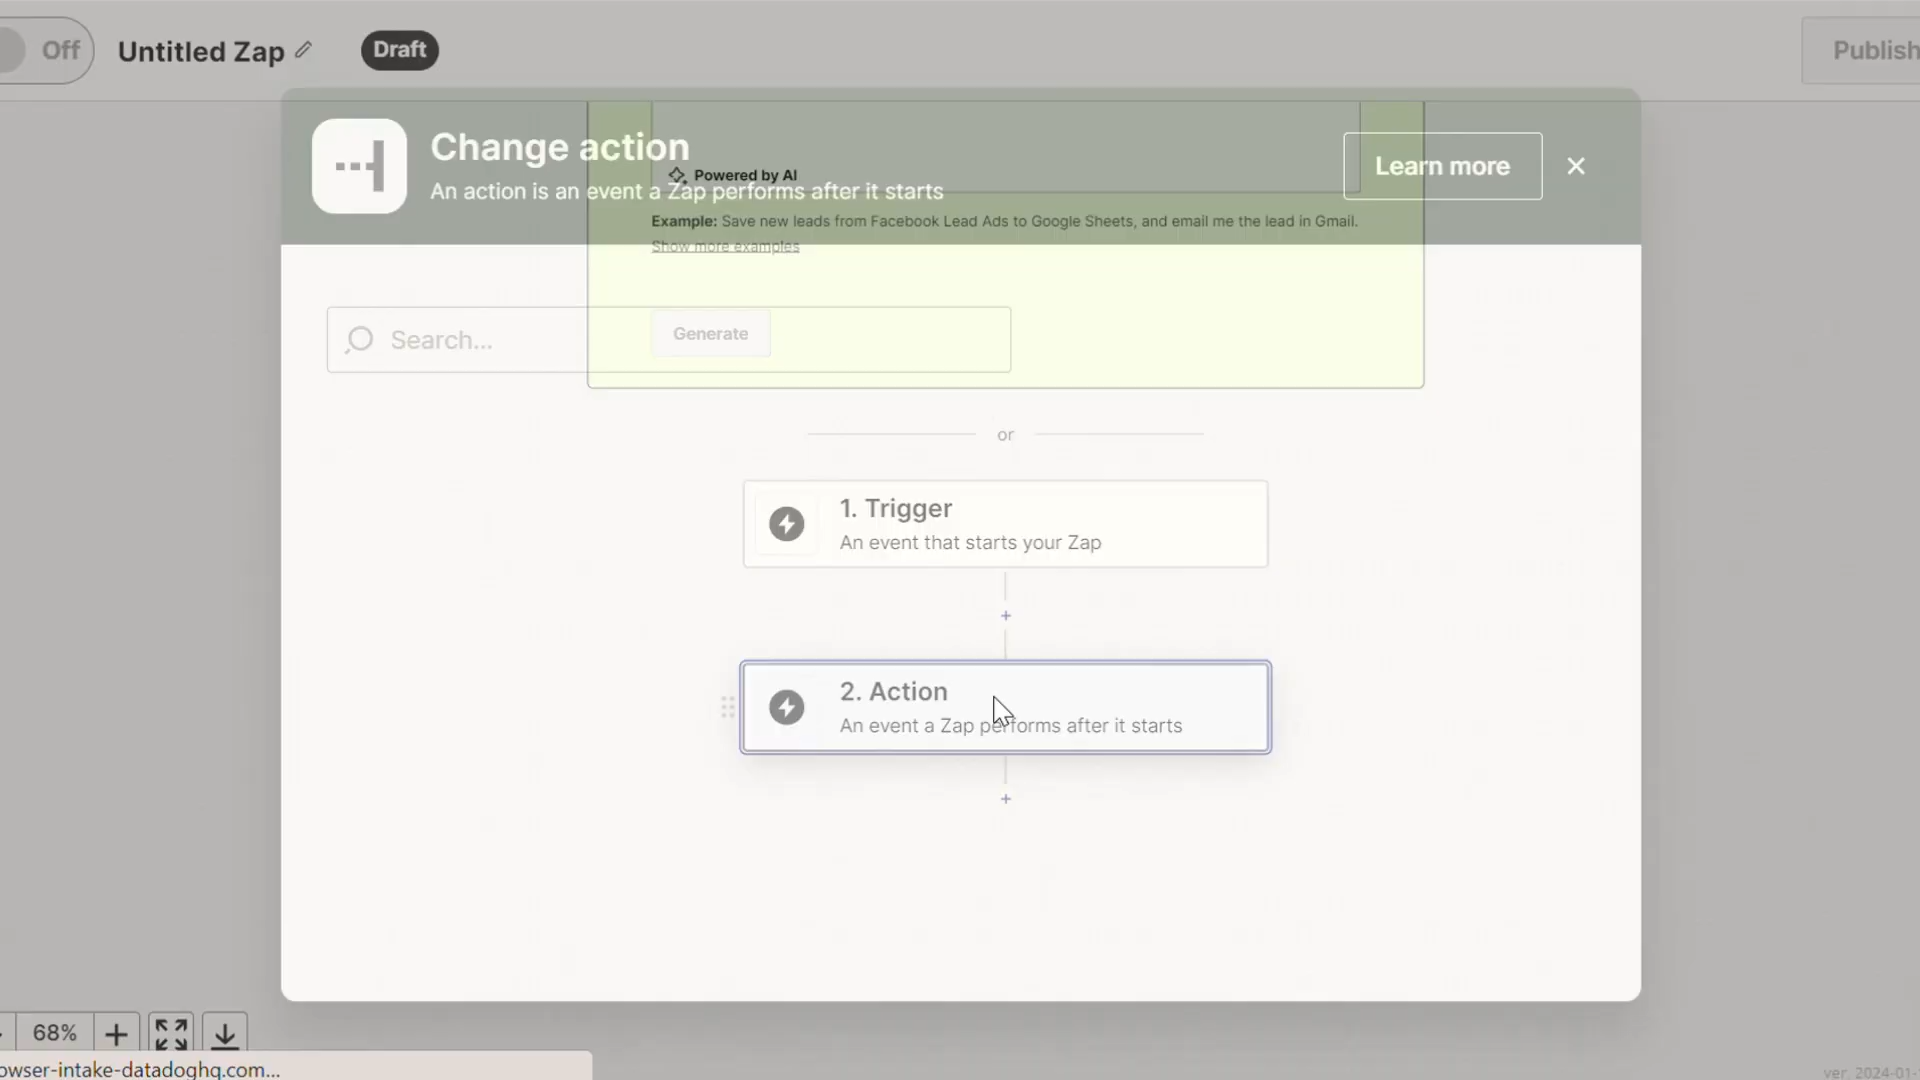 Off
Untitled Zap
Draft
Publish
Change action
Powered by AI
An action is an event a Zap performs after it starts
Learn more
Example: Save new leads from Facebook Lead Ads to Google Sheets, and email me the lead in Gmail.
Show more examples
Search...
Generate
or
1. Trigger
An event that starts your Zap
+
2. Action
An event a Zap performs after it starts
+
68%
owser-intake-datadoghq.com...
ver. 2024-01-